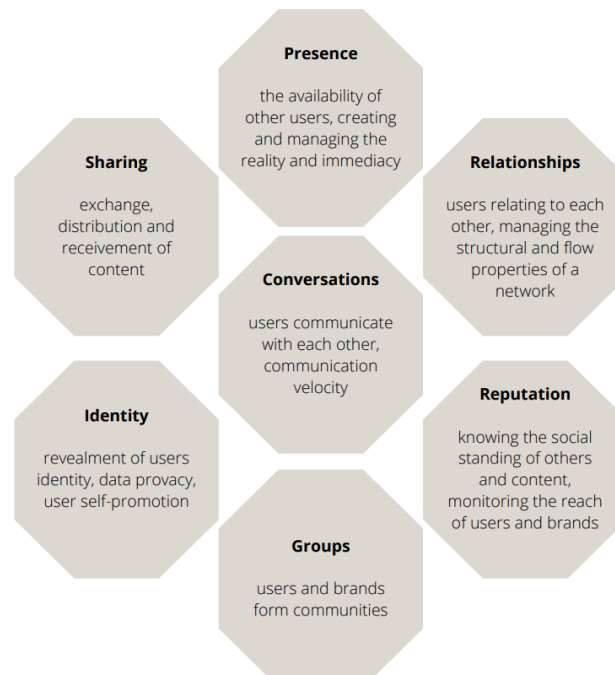 Presence
the availability of
other users, creating
and managing the
reality and immediacy
Sharing
exchange,
distribution and
receivement of
content
Relationships
users relating to each
other, managing the
structural and flow
properties of a
network
Conversations
users communicate
with each other,
communication
velocity
Identity
revealment of users
identity, data provacy,
user self-promotion
Reputation
knowing the social
standing of others
and content,
monitoring the reach
of users and brands
Groups
users and brands
form communities